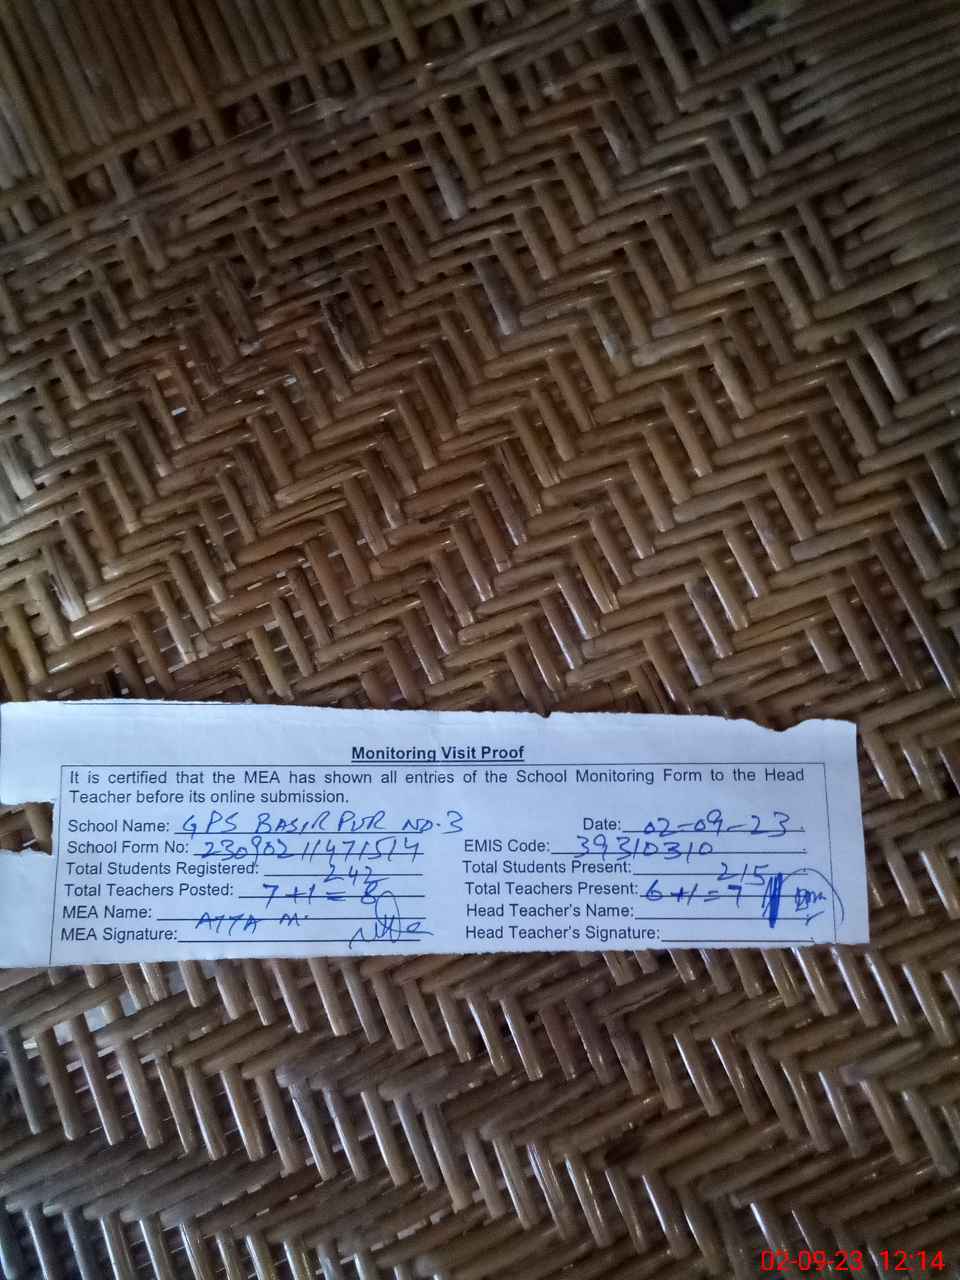 Monitoring Visit Proof
It is certified that the MEA has shown all entries of the School Monitoring Form to the Head
Teacher before its online submission.
School Name: GPS BASIR PUR NO.3 Date: 02-09-23
School Form No: 23090211471514 EMIS Code: 39310310
Total Students Registered: 242 Total Students Present: 215
Total Teachers Posted: 7+1=8 Total Teachers Present: 6+1=7
MEA Name: ATTA M. Head Teacher's Name:
MEA Signature: Head Teacher's Signature:
02-09-23 12:14